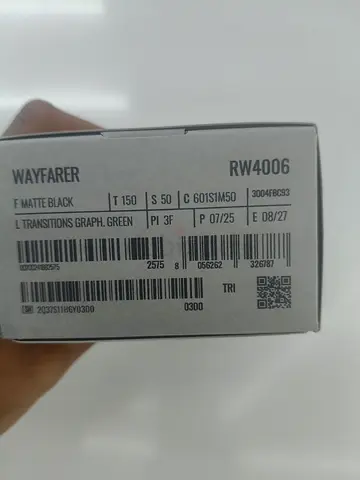 WAYFARER RW4006
F MATTE BLACK T 150 S 50 C 601S1M50 3004FBC93
L TRANSITIONS GRAPH. GREEN PI 3F P 07/25 E 08/27
2575 8 056262 326787
TRI
0300